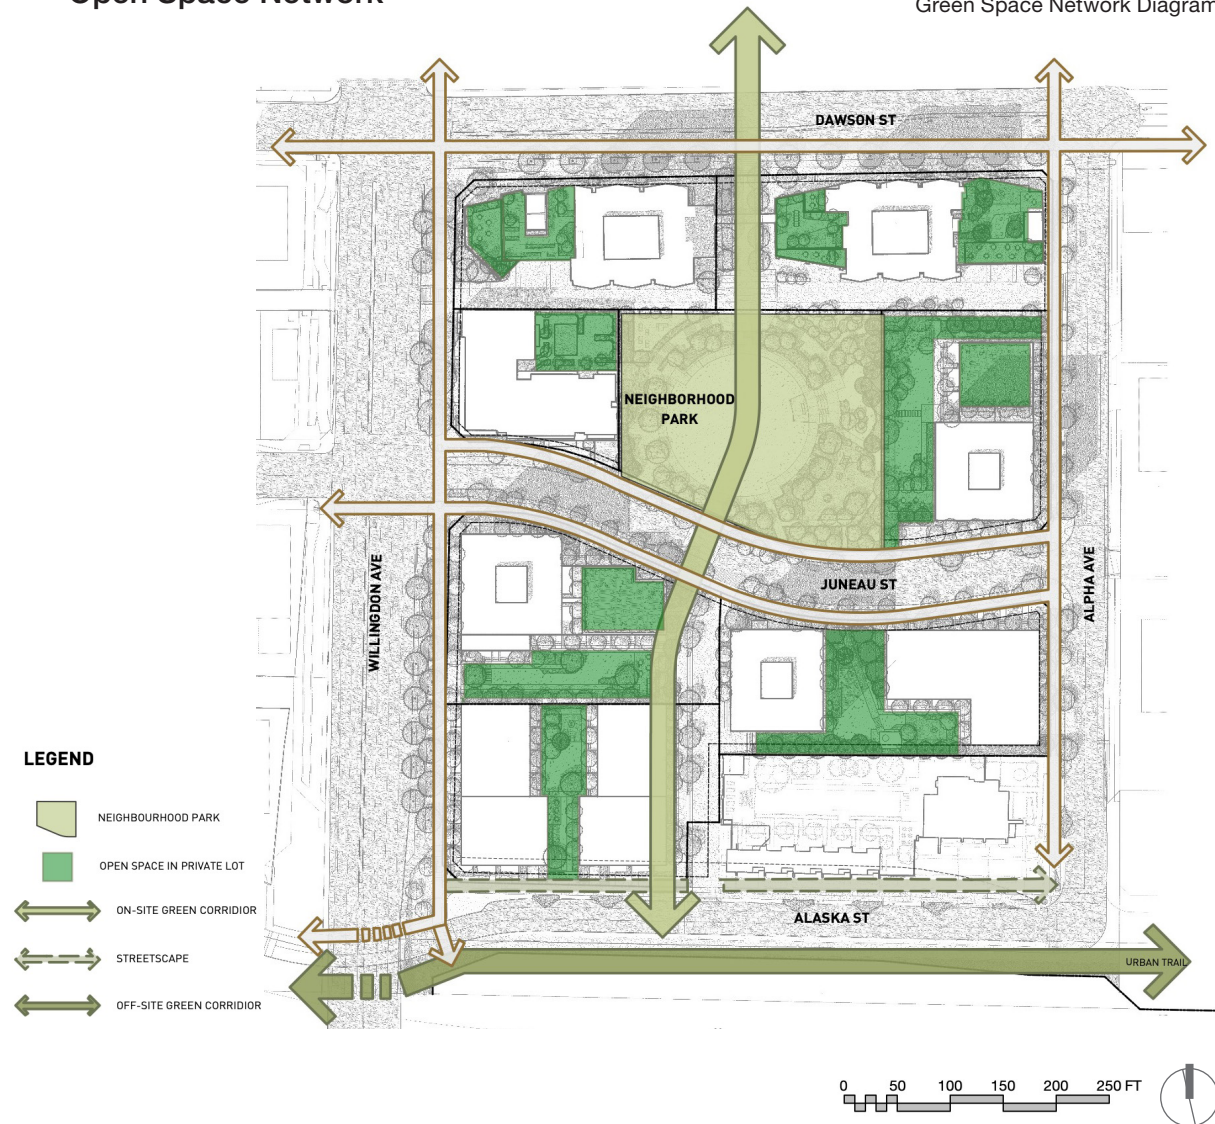 Open Space Network
Green Space Network Diagram
DAWSON ST
NEIGHBORHOOD
PARK
JUNEAU ST
WILLINGDON AVE
ALPHA AVE
ALASKA ST
URBAN TRAIL
LEGEND
NEIGHBOURHOOD PARK
OPEN SPACE IN PRIVATE LOT
ON-SITE GREEN CORRIDIOR
STREETSCAPE
OFF-SITE GREEN CORRIDIOR
0 50 100 150 200 250 FT